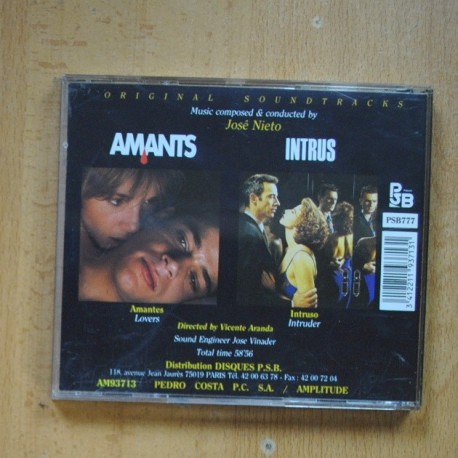 ORIGINAL SOUNDTRACKS
Music composed & conducted by
José Nieto
AMANTS
INTRUS
PSB
PSB777
3412211937131
Amantes
Lovers
Intruso
Intruder
Directed by Vicente Aranda
Sound Engineer Jose Vinader
Total time 58'56
Distribution DISQUES P.S.B.
118, avenue Jean Jaurès 75019 PARIS Tél. 42 00 63 78 - Fax : 42 00 72 04
AM93713 PEDRO COSTA P.C. S.A. / AMPLITUDE